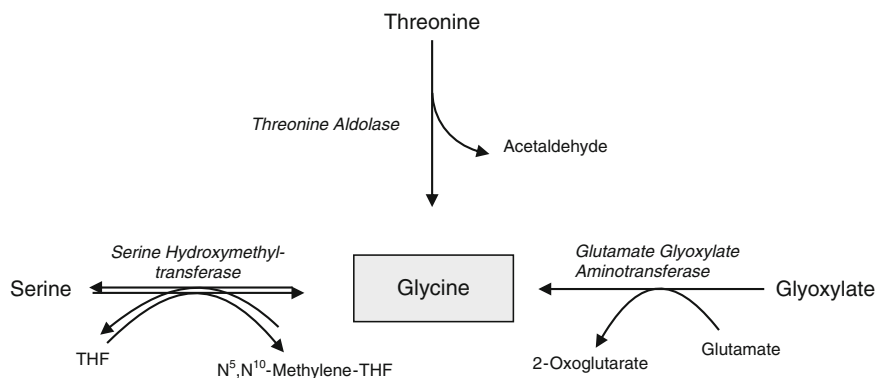 Threonine
Threonine Aldolase
Acetaldehyde
Serine Hydroxymethyl-
transferase
Glutamate Glyoxylate
Aminotransferase
Serine
Glycine
Glyoxylate
THF
N⁵,N¹⁰-Methylene-THF
2-Oxoglutarate
Glutamate